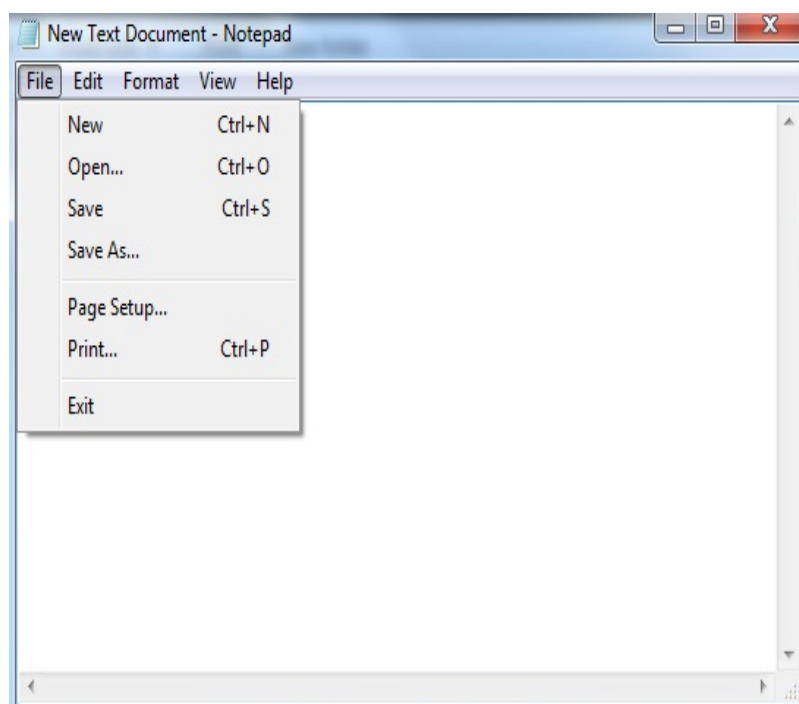 New Text Document - Notepad
File Edit Format View Help
New Ctrl+N
Open... Ctrl+O
Save Ctrl+S
Save As...
Page Setup...
Print... Ctrl+P
Exit